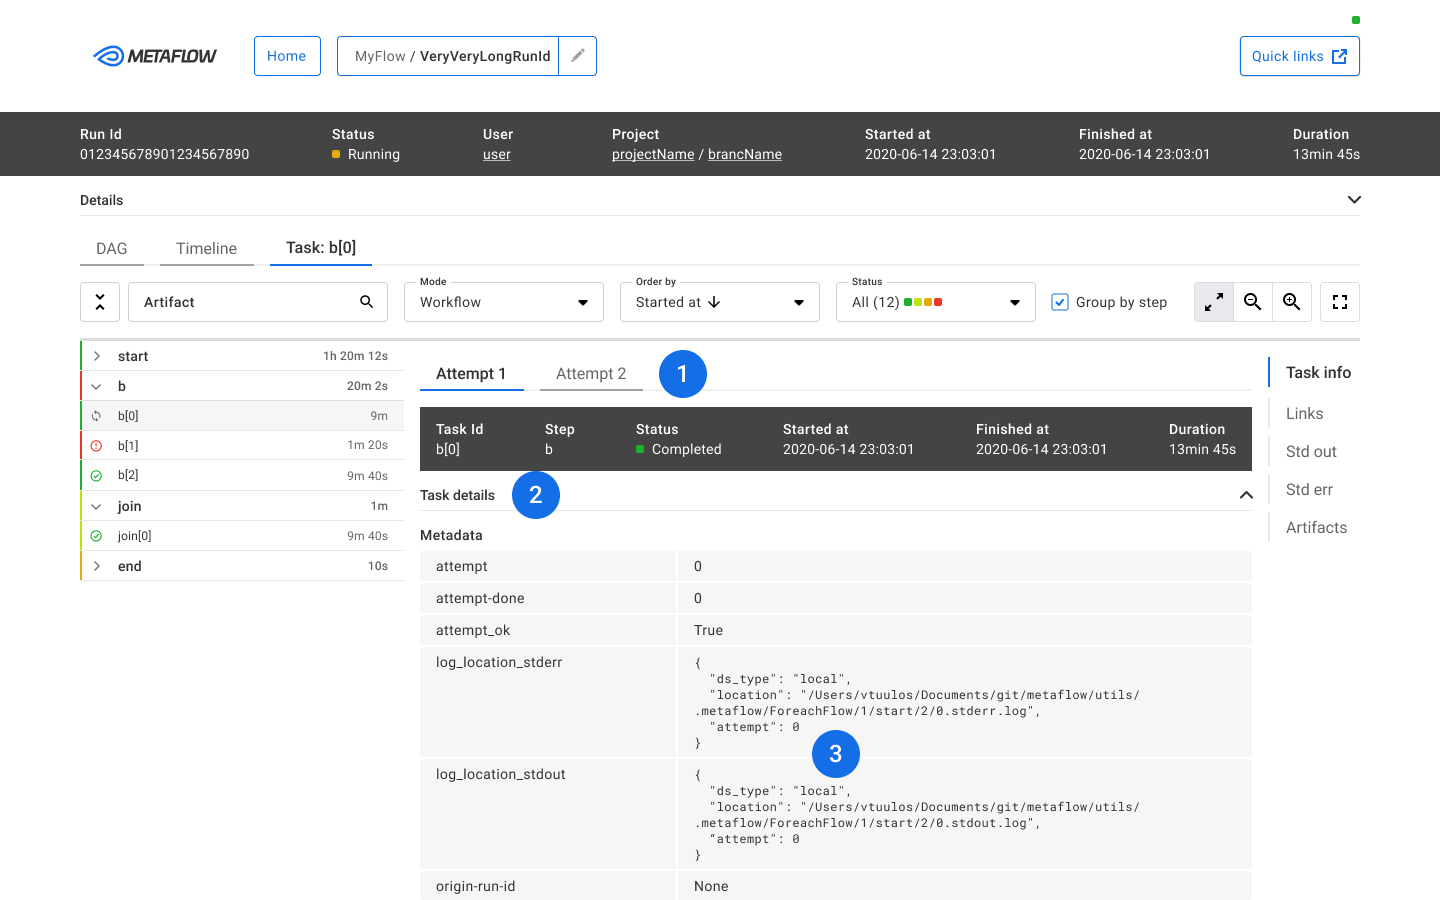 METAFLOW
Home
MyFlow / VeryVeryLongRunId
Quick links
Run Id
Status
User
Project
Started at
Finished at
Duration
012345678901234567890
Running
user
projectName / brancName
2020-06-14 23:03:01
2020-06-14 23:03:01
13min 45s
Details
DAG
Timeline
Task: b[0]
Artifact
Mode
Workflow
Order by
Started at
Status
All (12)
Group by step
start 1h 20m 12s
b 20m 2s
b[0] 9m
b[1] 1m 20s
b[2] 9m 40s
join 1m
join[0] 9m 40s
end 10s
Attempt 1
Attempt 2
1
Task Id
Step
Status
Started at
Finished at
Duration
b[0]
b
Completed
2020-06-14 23:03:01
2020-06-14 23:03:01
13min 45s
Task details
2
Metadata
attempt 0
attempt-done 0
attempt_ok True
log_location_stderr
{
"ds_type": "local",
"location": "/Users/vtuulos/Documents/git/metaflow/utils/
.metaflow/ForeachFlow/1/start/2/0.stderr.log",
"attempt": 0
}
3
log_location_stdout
{
"ds_type": "local",
"location": "/Users/vtuulos/Documents/git/metaflow/utils/
.metaflow/ForeachFlow/1/start/2/0.stdout.log",
“attempt": 0
}
origin-run-id None
Task info
Links
Std out
Std err
Artifacts